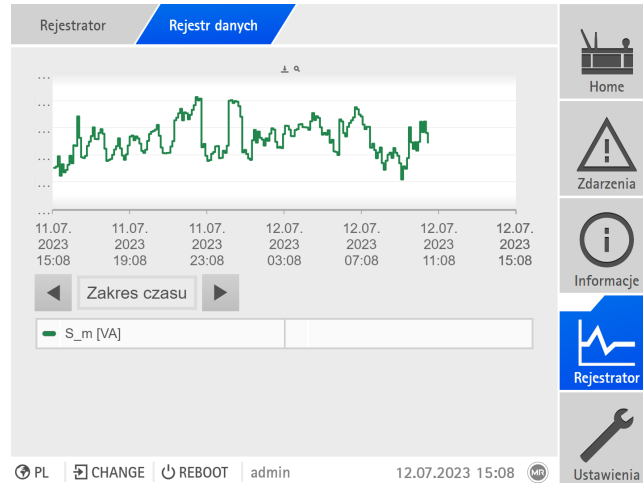 Rejestrator
Rejestr danych
...
...
...
...
...
...
11.07.
2023
15:08
11.07.
2023
19:08
11.07.
2023
23:08
12.07.
2023
03:08
12.07.
2023
07:08
12.07.
2023
11:08
12.07.
2023
15:08
Zakres czasu
S_m [VA]
Home
Zdarzenia
Informacje
Rejestrator
Ustawienia
PL
CHANGE
REBOOT
admin
12.07.2023 15:08
MR